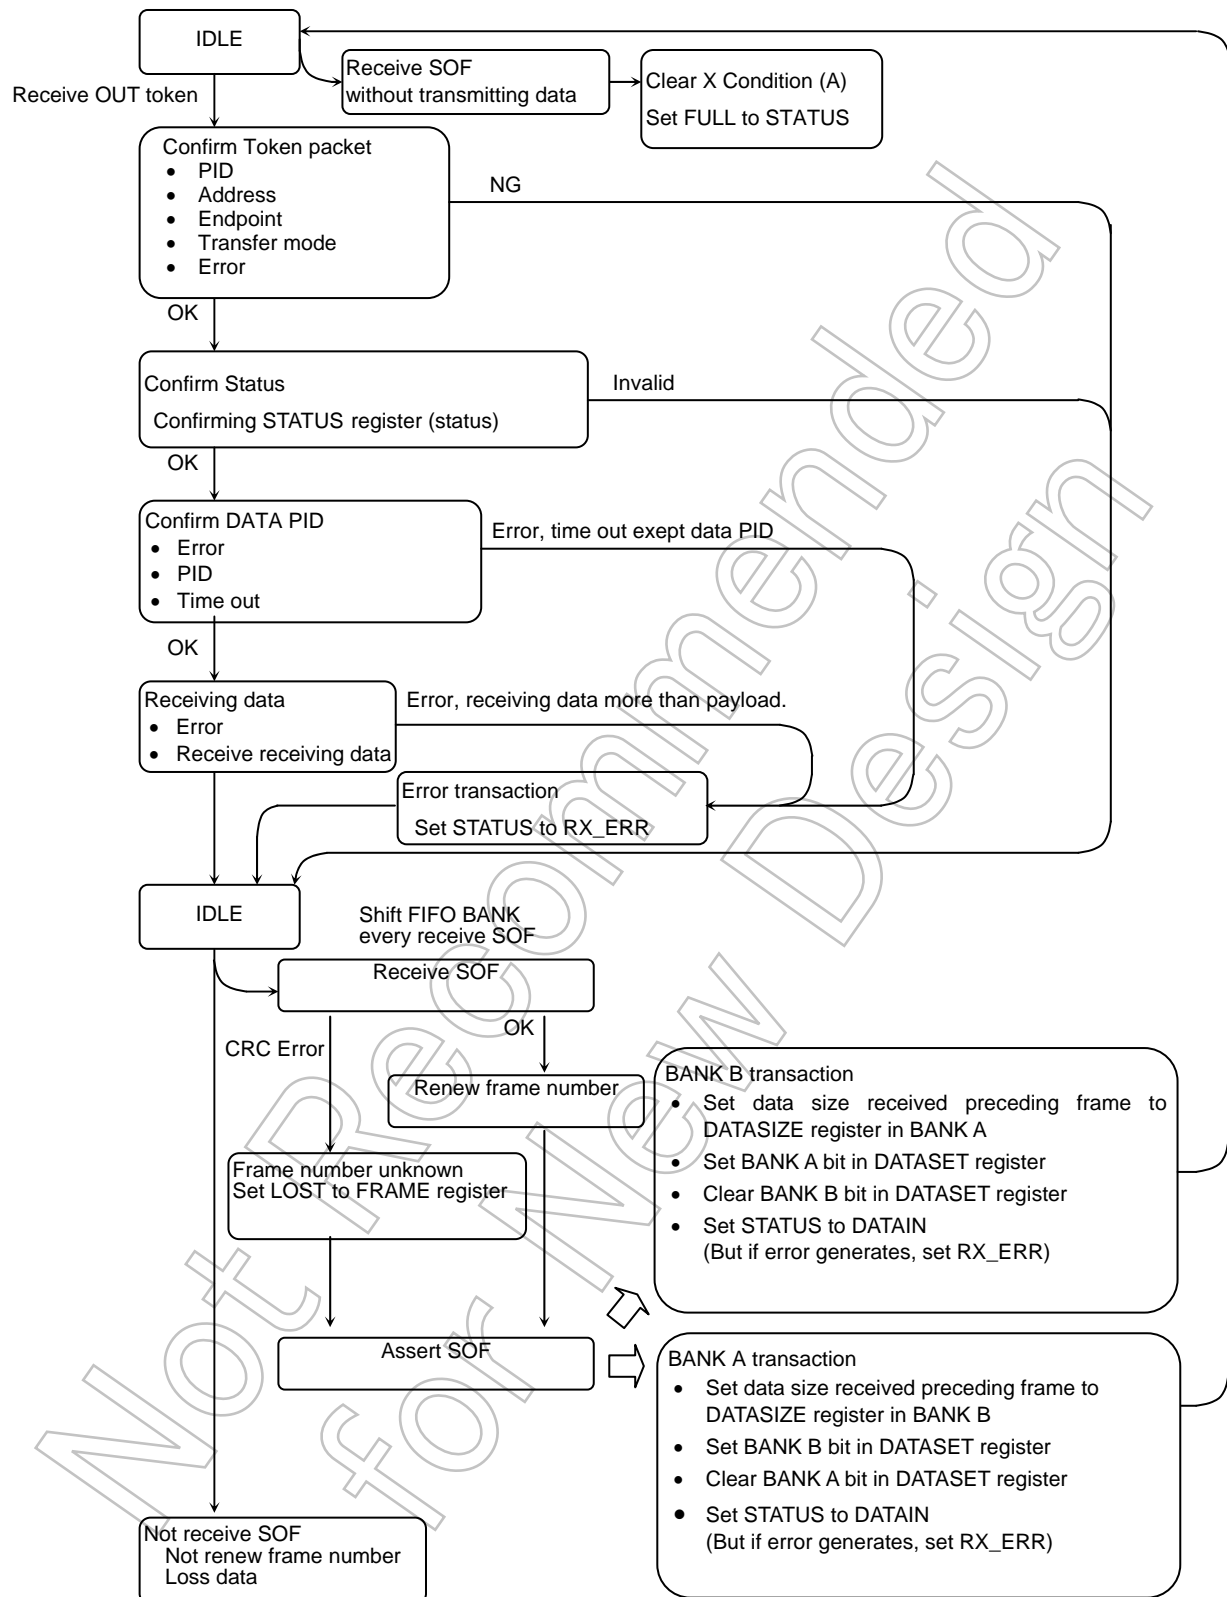 IDLE
Receive SOF
without transmitting data
Clear X Condition (A)
Set FULL to STATUS
Receive OUT token
Confirm Token packet
• PID
• Address
• Endpoint
• Transfer mode
• Error
NG
OK
Confirm Status
Confirming STATUS register (status)
Invalid
OK
Confirm DATA PID
• Error
• PID
• Time out
Error, time out exept data PID
OK
Receiving data
• Error
• Receive receiving data
Error, receiving data more than payload.
Error transaction
Set STATUS to RX_ERR
IDLE
Shift FIFO BANK
every receive SOF
Receive SOF
CRC Error
OK
Renew frame number
Frame number unknown
Set LOST to FRAME register
Assert SOF
BANK B transaction
• Set data size received preceding frame to
DATASIZE register in BANK A
• Set BANK A bit in DATASET register
• Clear BANK B bit in DATASET register
• Set STATUS to DATAIN
(But if error generates, set RX_ERR)
BANK A transaction
• Set data size received preceding frame to
DATASIZE register in BANK B
• Set BANK B bit in DATASET register
• Clear BANK A bit in DATASET register
• Set STATUS to DATAIN
(But if error generates, set RX_ERR)
Not receive SOF
Not renew frame number
Loss data
Not Recommended
for New Design